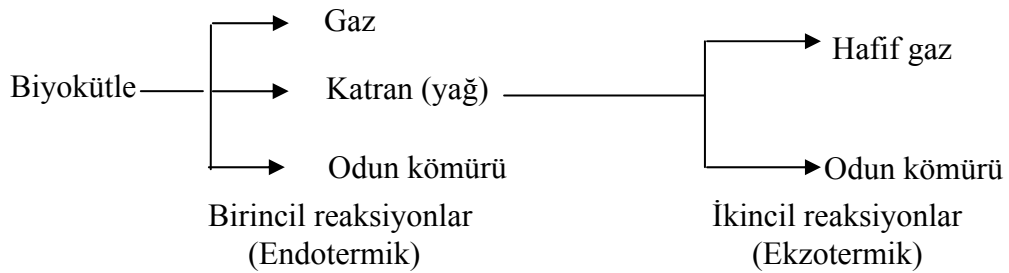 Gaz
Hafif gaz
Biyokütle
Katran (yağ)
Odun kömürü
Odun kömürü
Birincil reaksiyonlar
(Endotermik)
İkincil reaksiyonlar
(Ekzotermik)